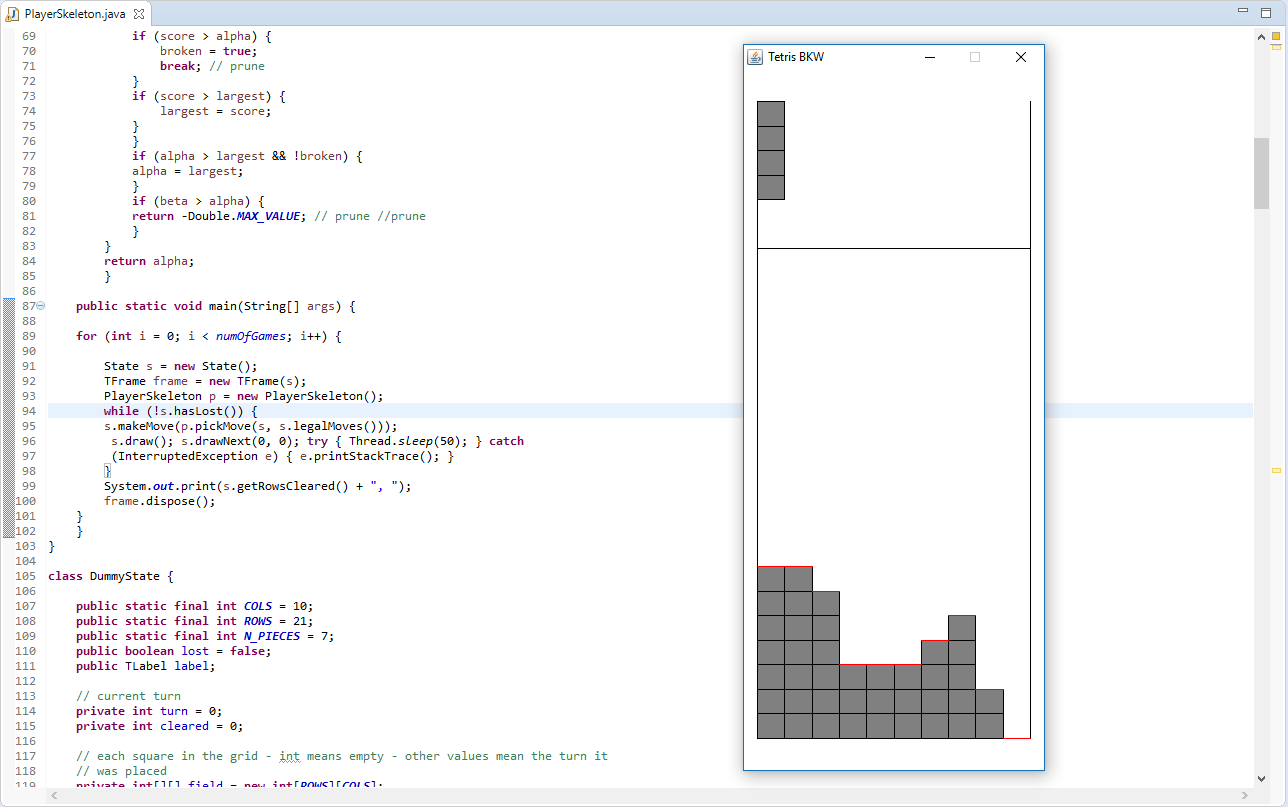 PlayerSkeleton.java
69 if (score > alpha) {
70 broken = true;
71 break; // prune
72 }
73 if (score > largest) {
74 largest = score;
75 }
76 }
77 if (alpha > largest && !broken) {
78 alpha = largest;
79 }
80 if (beta > alpha) {
81 return -Double.MAX_VALUE; // prune //prune
82 }
83 }
84 return alpha;
85 }
86
87 public static void main(String[] args) {
88
89 for (int i = 0; i < numOfGames; i++) {
90
91 State s = new State();
92 TFrame frame = new TFrame(s);
93 PlayerSkeleton p = new PlayerSkeleton();
94 while (!s.hasLost()) {
95 s.makeMove(p.pickMove(s, s.legalMoves()));
96 s.draw(); s.drawNext(0, 0); try { Thread.sleep(50); } catch
97 (InterruptedException e) { e.printStackTrace(); }
98 }
99 System.out.print(s.getRowsCleared() + ", ");
100 frame.dispose();
101 }
102 }
103 }
104
105 class DummyState {
106
107 public static final int COLS = 10;
108 public static final int ROWS = 21;
109 public static final int N_PIECES = 7;
110 public boolean lost = false;
111 public TLabel label;
112
113 // current turn
114 private int turn = 0;
115 private int cleared = 0;
116
117 // each square in the grid - int means empty - other values mean the turn it
118 // was placed
119 private int[][] field = new int[ROWS][COLS];
Tetris BKW